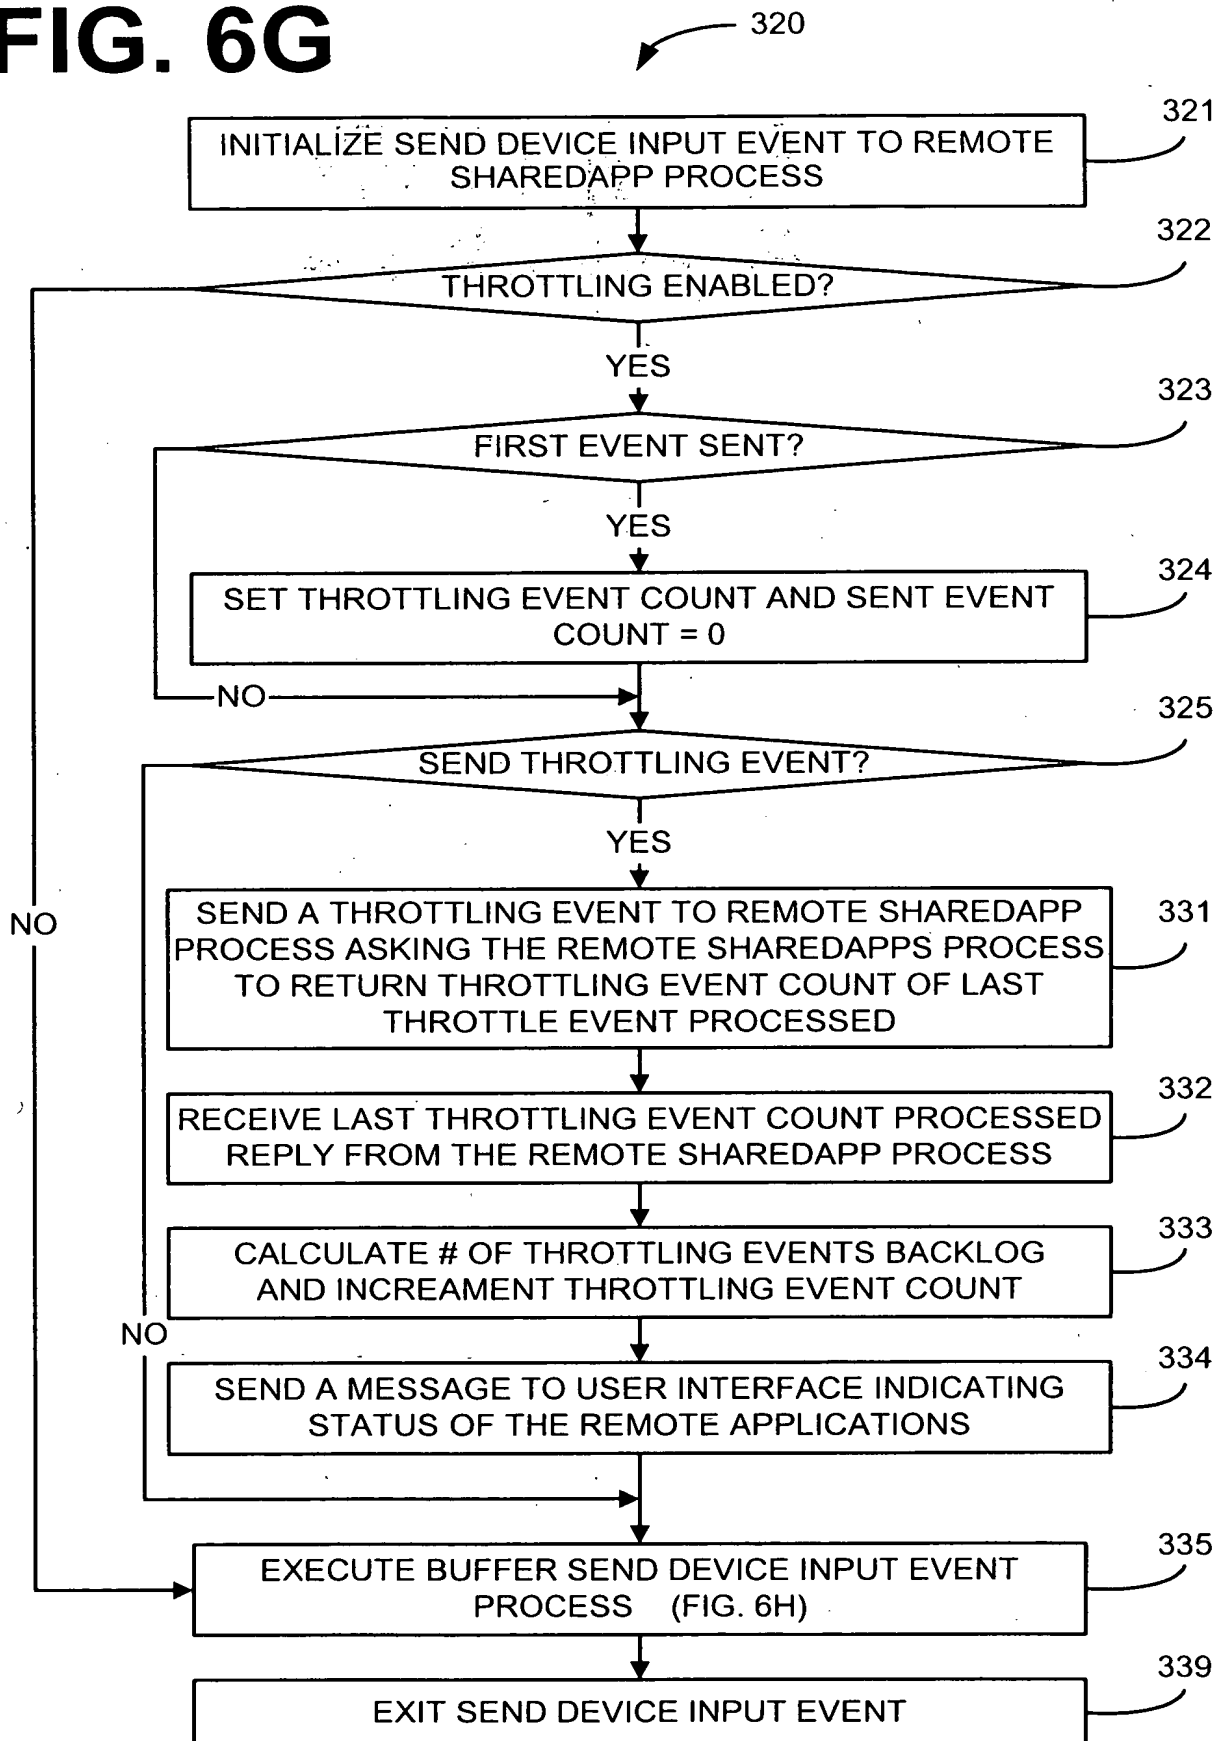 FIG. 6G
320
INITIALIZE SEND DEVICE INPUT EVENT TO REMOTE
SHAREDAPP PROCESS
321
322
THROTTLING ENABLED?
YES
323
FIRST EVENT SENT?
YES
324
SET THROTTLING EVENT COUNT AND SENT EVENT
COUNT = 0
NO
325
SEND THROTTLING EVENT?
YES
NO
SEND A THROTTLING EVENT TO REMOTE SHAREDAPP
PROCESS ASKING THE REMOTE SHAREDAPPS PROCESS
TO RETURN THROTTLING EVENT COUNT OF LAST
THROTTLE EVENT PROCESSED
331
332
RECEIVE LAST THROTTLING EVENT COUNT PROCESSED
REPLY FROM THE REMOTE SHAREDAPP PROCESS
333
CALCULATE # OF THROTTLING EVENTS BACKLOG
AND INCREAMENT THROTTLING EVENT COUNT
NO
334
SEND A MESSAGE TO USER INTERFACE INDICATING
STATUS OF THE REMOTE APPLICATIONS
335
EXECUTE BUFFER SEND DEVICE INPUT EVENT
PROCESS (FIG. 6H)
339
EXIT SEND DEVICE INPUT EVENT